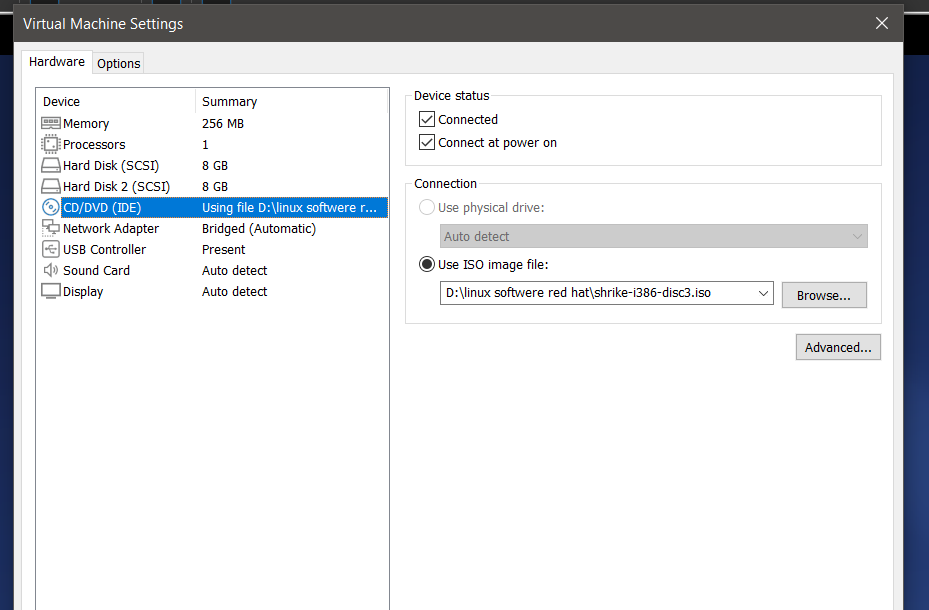 Virtual Machine Settings
Hardware Options
Device Summary
Memory 256 MB
Processors 1
Hard Disk (SCSI) 8 GB
Hard Disk 2 (SCSI) 8 GB
CD/DVD (IDE) Using file D:\linux softwere r...
Network Adapter Bridged (Automatic)
USB Controller Present
Sound Card Auto detect
Display Auto detect
Device status
Connected
Connect at power on
Connection
Use physical drive:
Auto detect
Use ISO image file:
D:\linux softwere red hat\shrike-i386-disc3.iso Browse...
Advanced...